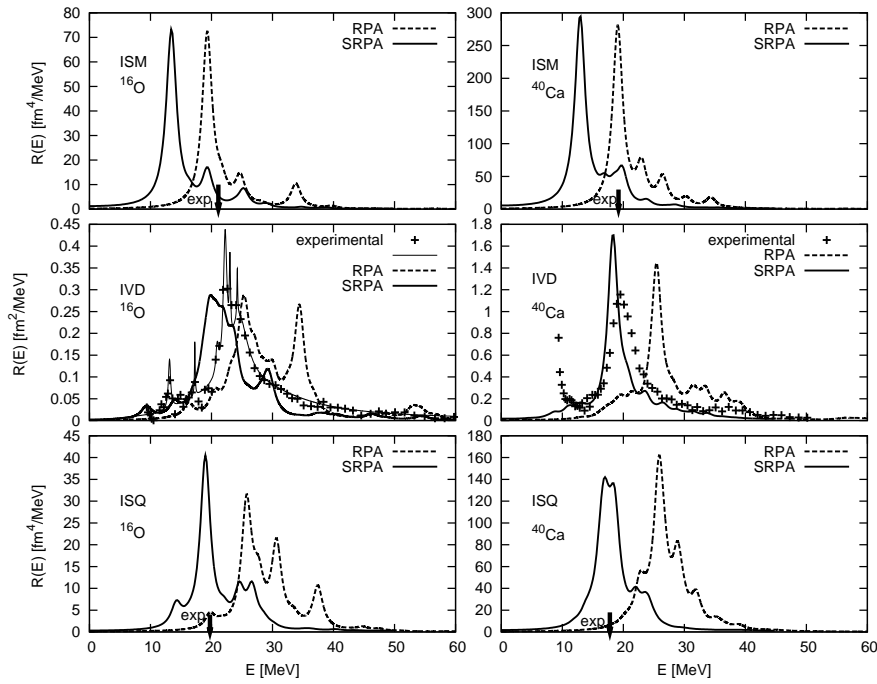 80
70
60
50
40
30
20
10
0
R(E) [fm⁴/MeV]
ISM
¹⁶O
RPA
SRPA
exp
300
250
200
150
100
50
0
R(E) [fm⁴/MeV]
ISM
⁴⁰Ca
RPA
SRPA
exp
0.45
0.4
0.35
0.3
0.25
0.2
0.15
0.1
0.05
0
R(E) [fm²/MeV]
IVD
¹⁶O
experimental
RPA
SRPA
1.8
1.6
1.4
1.2
1
0.8
0.6
0.4
0.2
0
R(E) [fm²/MeV]
IVD
⁴⁰Ca
experimental
RPA
SRPA
45
40
35
30
25
20
15
10
5
0
R(E) [fm⁴/MeV]
ISQ
¹⁶O
RPA
SRPA
exp
0 10 20 30 40 50 60
E [MeV]
180
160
140
120
100
80
60
40
20
0
R(E) [fm⁴/MeV]
ISQ
⁴⁰Ca
RPA
SRPA
exp
0 10 20 30 40 50 60
E [MeV]